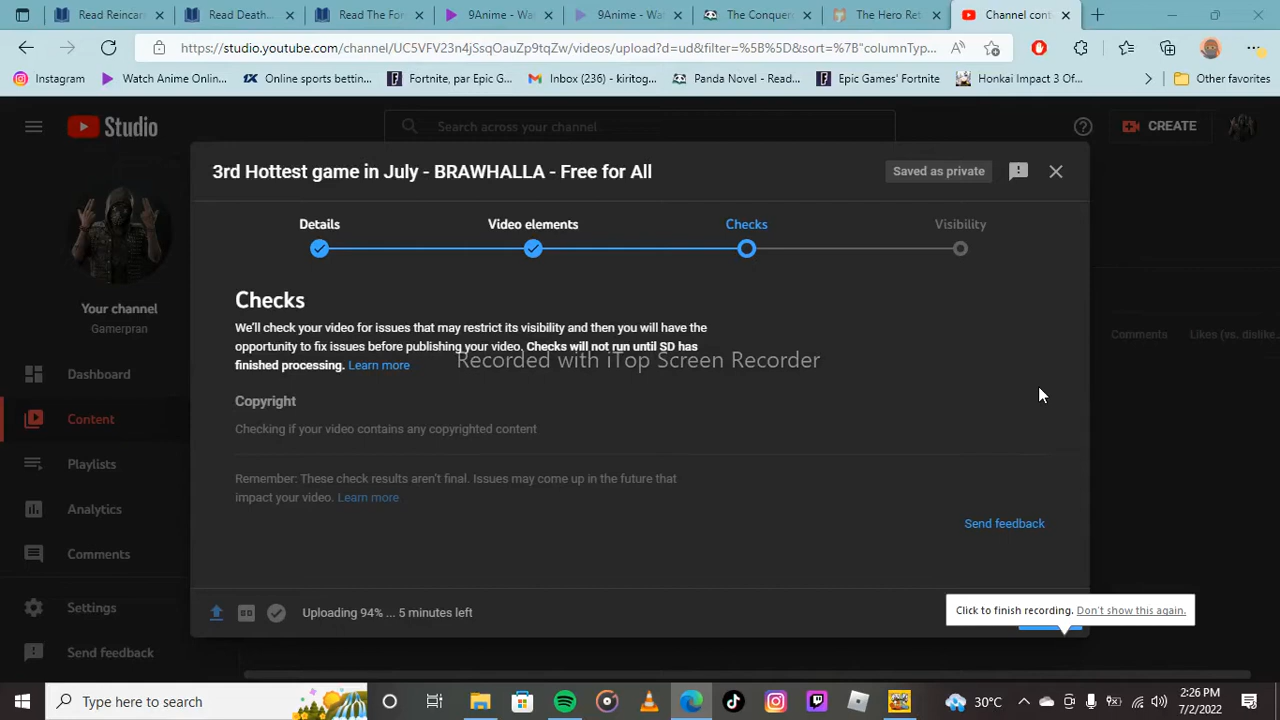 Read Reincar
Read Death
Read The For
9Anime - Wa
9Anime - Wat
The Conquer
The Hero Ret
Channel cont
https://studio.youtube.com/channel/UC5VFV23n4jSsqOauZp9tqZw/videos/upload?d=ud&filter=%5B%5D&sort=%7B"columnTyp...
Instagram
Watch Anime Online...
Online sports bettin...
Fortnite, par Epic G...
Inbox (236) - kiritog...
Panda Novel - Read...
Epic Games' Fortnite
Honkai Impact 3 Of...
Other favorites
Studio
Search across your channel...
CREATE
3rd Hottest game in July - BRAWHALLA - Free for All
Saved as private
Details
Video elements
Checks
Visibility
Your channel
Gamerpran
Dashboard
Content
Playlists
Analytics
Comments
Settings
Send feedback
Checks
We'll check your video for issues that may restrict its visibility and then you will have the
opportunity to fix issues before publishing your video. Checks will not run until SD has
finished processing. Learn more
Recorded with iTop Screen Recorder
Copyright
Checking if your video contains any copyrighted content
Remember: These check results aren't final. Issues may come up in the future that
impact your video. Learn more
Send feedback
Comments
Likes (vs. dislike
Uploading 94% ... 5 minutes left
Click to finish recording. Don't show this again.
Type here to search
30°C
2:26 PM
7/2/2022